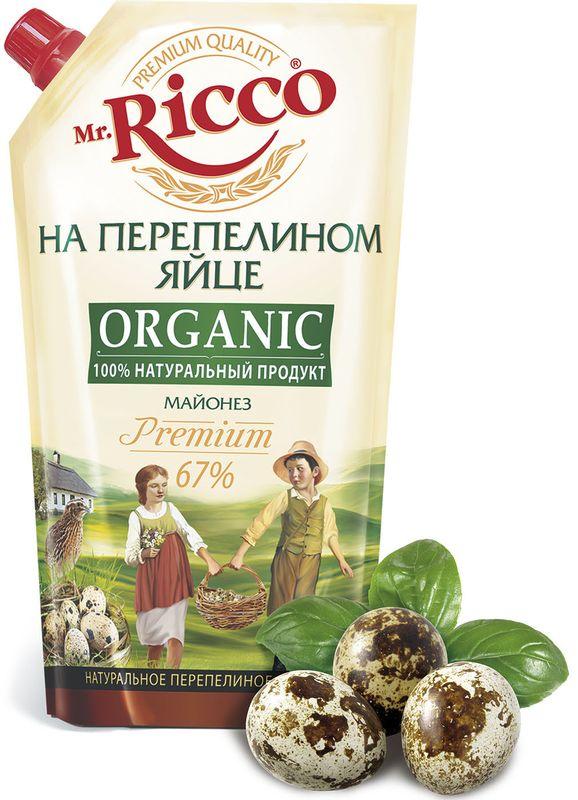 PREMIUM QUALITY
Mr. Ricco®
НА ПЕРЕПЕЛИНОМ
ЯЙЦЕ
ORGANIC
100% НАТУРАЛЬНЫЙ ПРОДУКТ
МАЙОНЕЗ
Premium
67%
НАТУРАЛЬНОЕ ПЕРЕПЕЛИНОЕ